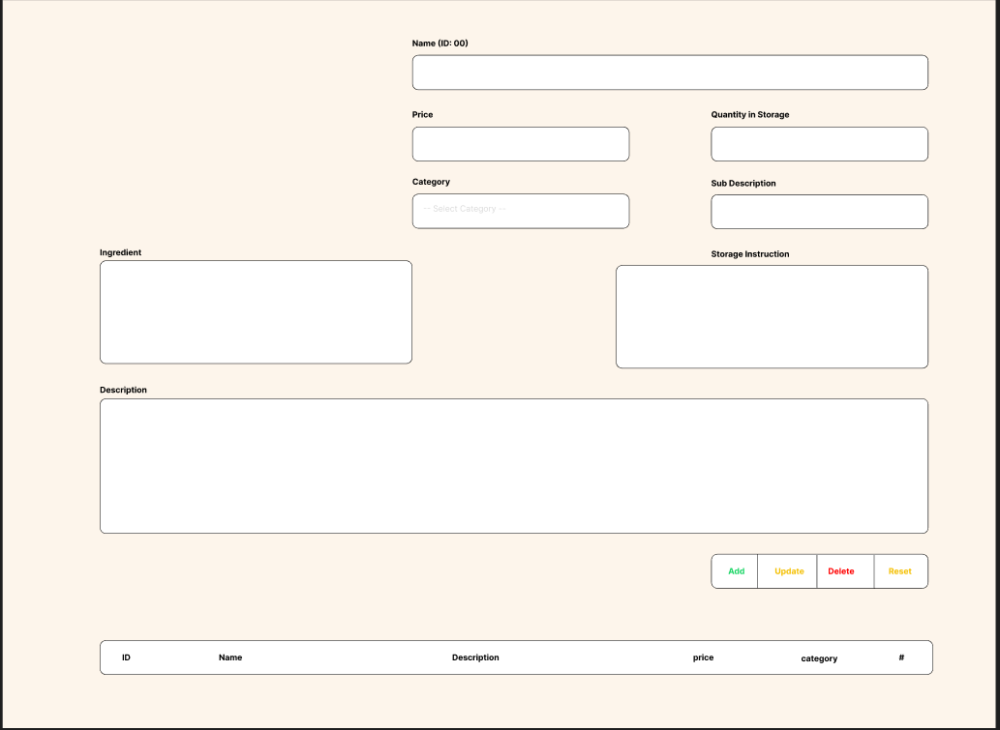 Name (ID: 00)
Price
Quantity in Storage
Category
-- Select Category --
Sub Description
Ingredient
Storage Instruction
Description
Add
Update
Delete
Reset
ID
Name
Description
price
category
#